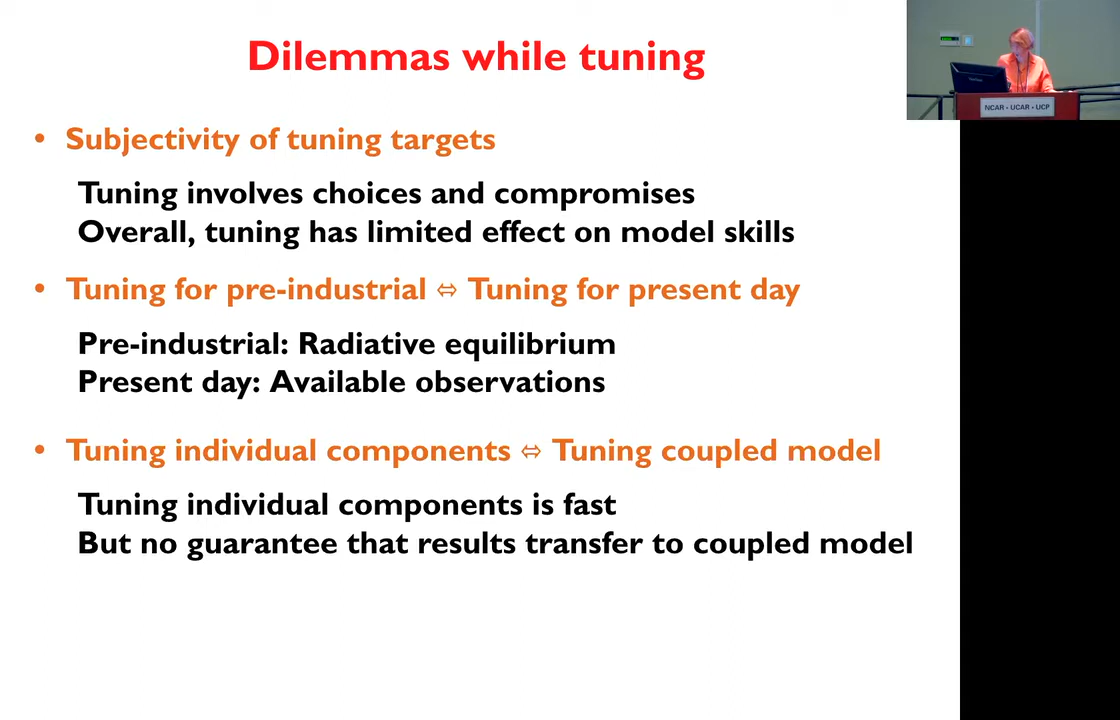 Dilemmas while tuning
NCAR • UCAR • UCP
• Subjectivity of tuning targets
Tuning involves choices and compromises
Overall, tuning has limited effect on model skills
• Tuning for pre-industrial ⇔ Tuning for present day
Pre-industrial: Radiative equilibrium
Present day: Available observations
• Tuning individual components ⇔ Tuning coupled model
Tuning individual components is fast
But no guarantee that results transfer to coupled model